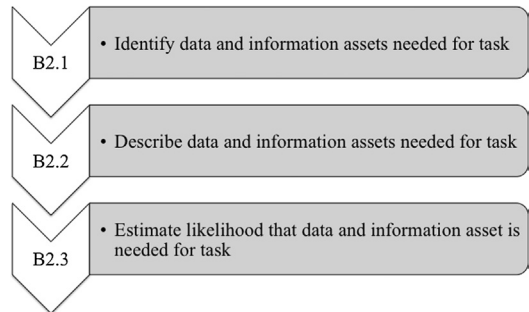 B2.1
• Identify data and information assets needed for task
B2.2
• Describe data and information assets needed for task
B2.3
• Estimate likelihood that data and information asset is
needed for task